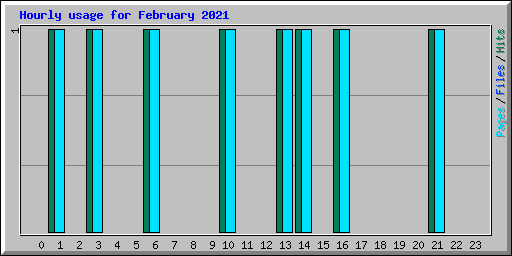 Hourly usage for February 2021
1
Pages/Files/Hits
0 1 2 3 4 5 6 7 8 9 10 11 12 13 14 15 16 17 18 19 20 21 22 23